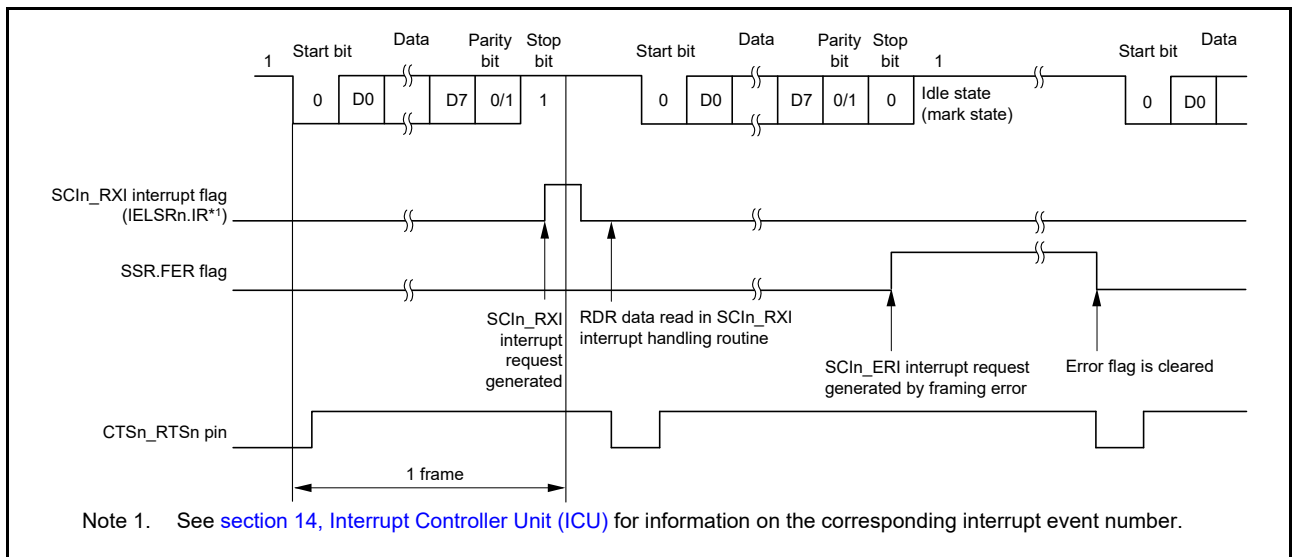 Start bit
Data
Parity bit
Stop bit
Start bit
Data
Parity bit
Stop bit
Start bit
Data
1
1
0
D0
D7
0/1
1
0
D0
D7
0/1
0
Idle state
(mark state)
0
D0
SCIn_RXI interrupt flag
(IELSRn.IR*1)
SSR.FER flag
SCIn_RXI
interrupt
request
generated
RDR data read in SCIn_RXI
interrupt handling routine
SCIn_ERI interrupt request
generated by framing error
Error flag is cleared
CTSn_RTSn pin
1 frame
Note 1. See section 14, Interrupt Controller Unit (ICU) for information on the corresponding interrupt event number.